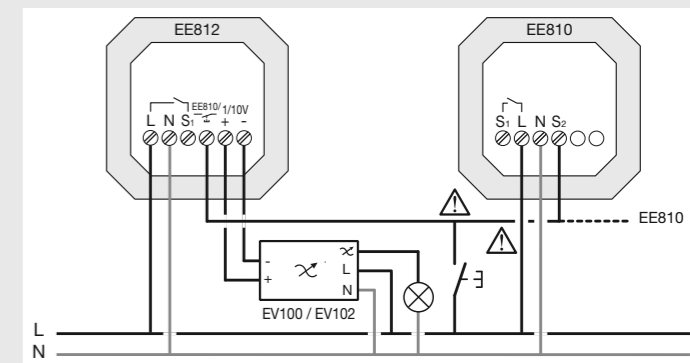 EE812
EE810
EE810/ 1/10V
L N S1 + -
S1 L N S2
EE810
- L
+ N
EV100 / EV102
L
N